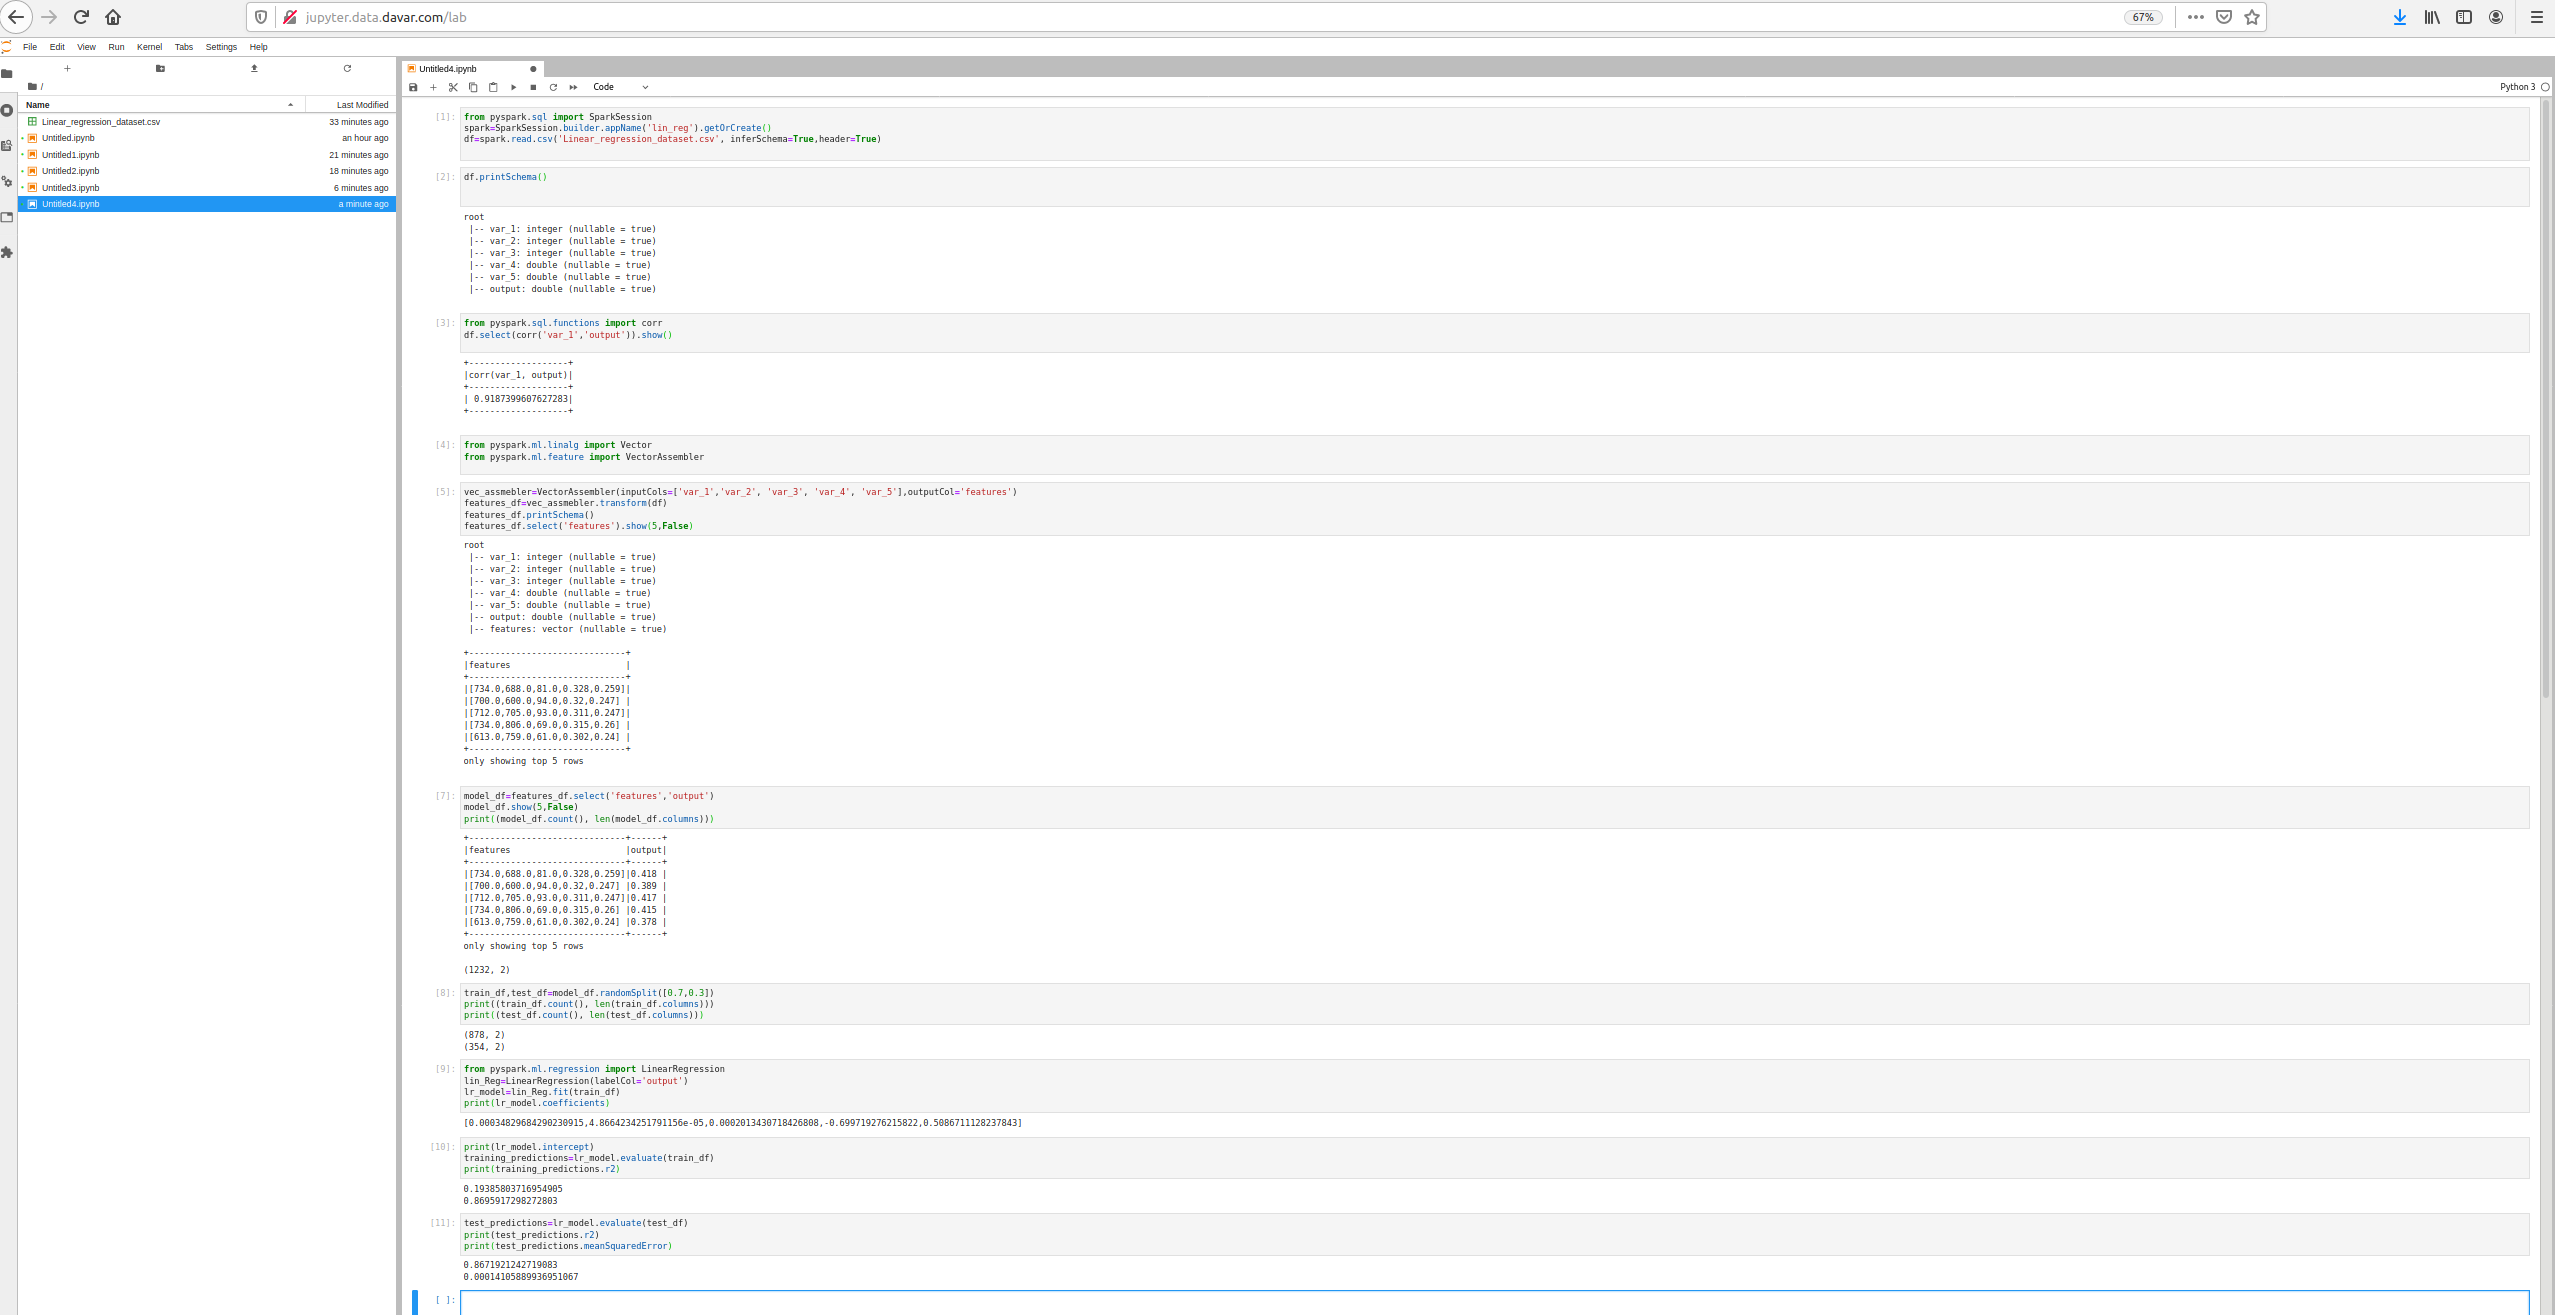 jupyter.data.davar.com/lab
67%
File Edit View Run Kernel Tabs Settings Help
Untitled4.ipynb
/
Code
Python 3
Name Last Modified
Linear_regression_dataset.csv 33 minutes ago
Untitled.ipynb an hour ago
Untitled1.ipynb 21 minutes ago
Untitled2.ipynb 18 minutes ago
Untitled3.ipynb 6 minutes ago
Untitled4.ipynb a minute ago
[1]: from pyspark.sql import SparkSession
spark=SparkSession.builder.appName('lin_reg').getOrCreate()
df=spark.read.csv('Linear_regression_dataset.csv', inferSchema=True,header=True)
[2]: df.printSchema()
root
|-- var_1: integer (nullable = true)
|-- var_2: integer (nullable = true)
|-- var_3: integer (nullable = true)
|-- var_4: double (nullable = true)
|-- var_5: double (nullable = true)
|-- output: double (nullable = true)
[3]: from pyspark.sql.functions import corr
df.select(corr('var_1','output')).show()
+-------------------+
|corr(var_1, output)|
+-------------------+
| 0.9187399607627283|
+-------------------+
[4]: from pyspark.ml.linalg import Vector
from pyspark.ml.feature import VectorAssembler
[5]: vec_assmebler=VectorAssembler(inputCols=['var_1','var_2', 'var_3', 'var_4', 'var_5'],outputCol='features')
features_df=vec_assmebler.transform(df)
features_df.printSchema()
features_df.select('features').show(5,False)
root
|-- var_1: integer (nullable = true)
|-- var_2: integer (nullable = true)
|-- var_3: integer (nullable = true)
|-- var_4: double (nullable = true)
|-- var_5: double (nullable = true)
|-- output: double (nullable = true)
|-- features: vector (nullable = true)
+------------------------------+
|features                      |
+------------------------------+
|[734.0,688.0,81.0,0.328,0.259]|
|[700.0,600.0,94.0,0.32,0.247] |
|[712.0,705.0,93.0,0.311,0.247]|
|[734.0,806.0,69.0,0.315,0.26] |
|[613.0,759.0,61.0,0.302,0.24] |
+------------------------------+
only showing top 5 rows
[7]: model_df=features_df.select('features','output')
model_df.show(5,False)
print((model_df.count(), len(model_df.columns)))
+------------------------------+------+
|features                      |output|
+------------------------------+------+
|[734.0,688.0,81.0,0.328,0.259]|0.418 |
|[700.0,600.0,94.0,0.32,0.247] |0.389 |
|[712.0,705.0,93.0,0.311,0.247]|0.417 |
|[734.0,806.0,69.0,0.315,0.26] |0.415 |
|[613.0,759.0,61.0,0.302,0.24] |0.378 |
+------------------------------+------+
only showing top 5 rows
(1232, 2)
[8]: train_df,test_df=model_df.randomSplit([0.7,0.3])
print((train_df.count(), len(train_df.columns)))
print((test_df.count(), len(test_df.columns)))
(878, 2)
(354, 2)
[9]: from pyspark.ml.regression import LinearRegression
lin_Reg=LinearRegression(labelCol='output')
lr_model=lin_Reg.fit(train_df)
print(lr_model.coefficients)
[0.00034829684290230915,4.8664234251791156e-05,0.0002013430718426808,-0.699719276215822,0.5086711128237843]
[10]: print(lr_model.intercept)
training_predictions=lr_model.evaluate(train_df)
print(training_predictions.r2)
0.19385803716954905
0.8695917298272803
[11]: test_predictions=lr_model.evaluate(test_df)
print(test_predictions.r2)
print(test_predictions.meanSquaredError)
0.8671921242719083
0.00014105889936951067
[ ]: